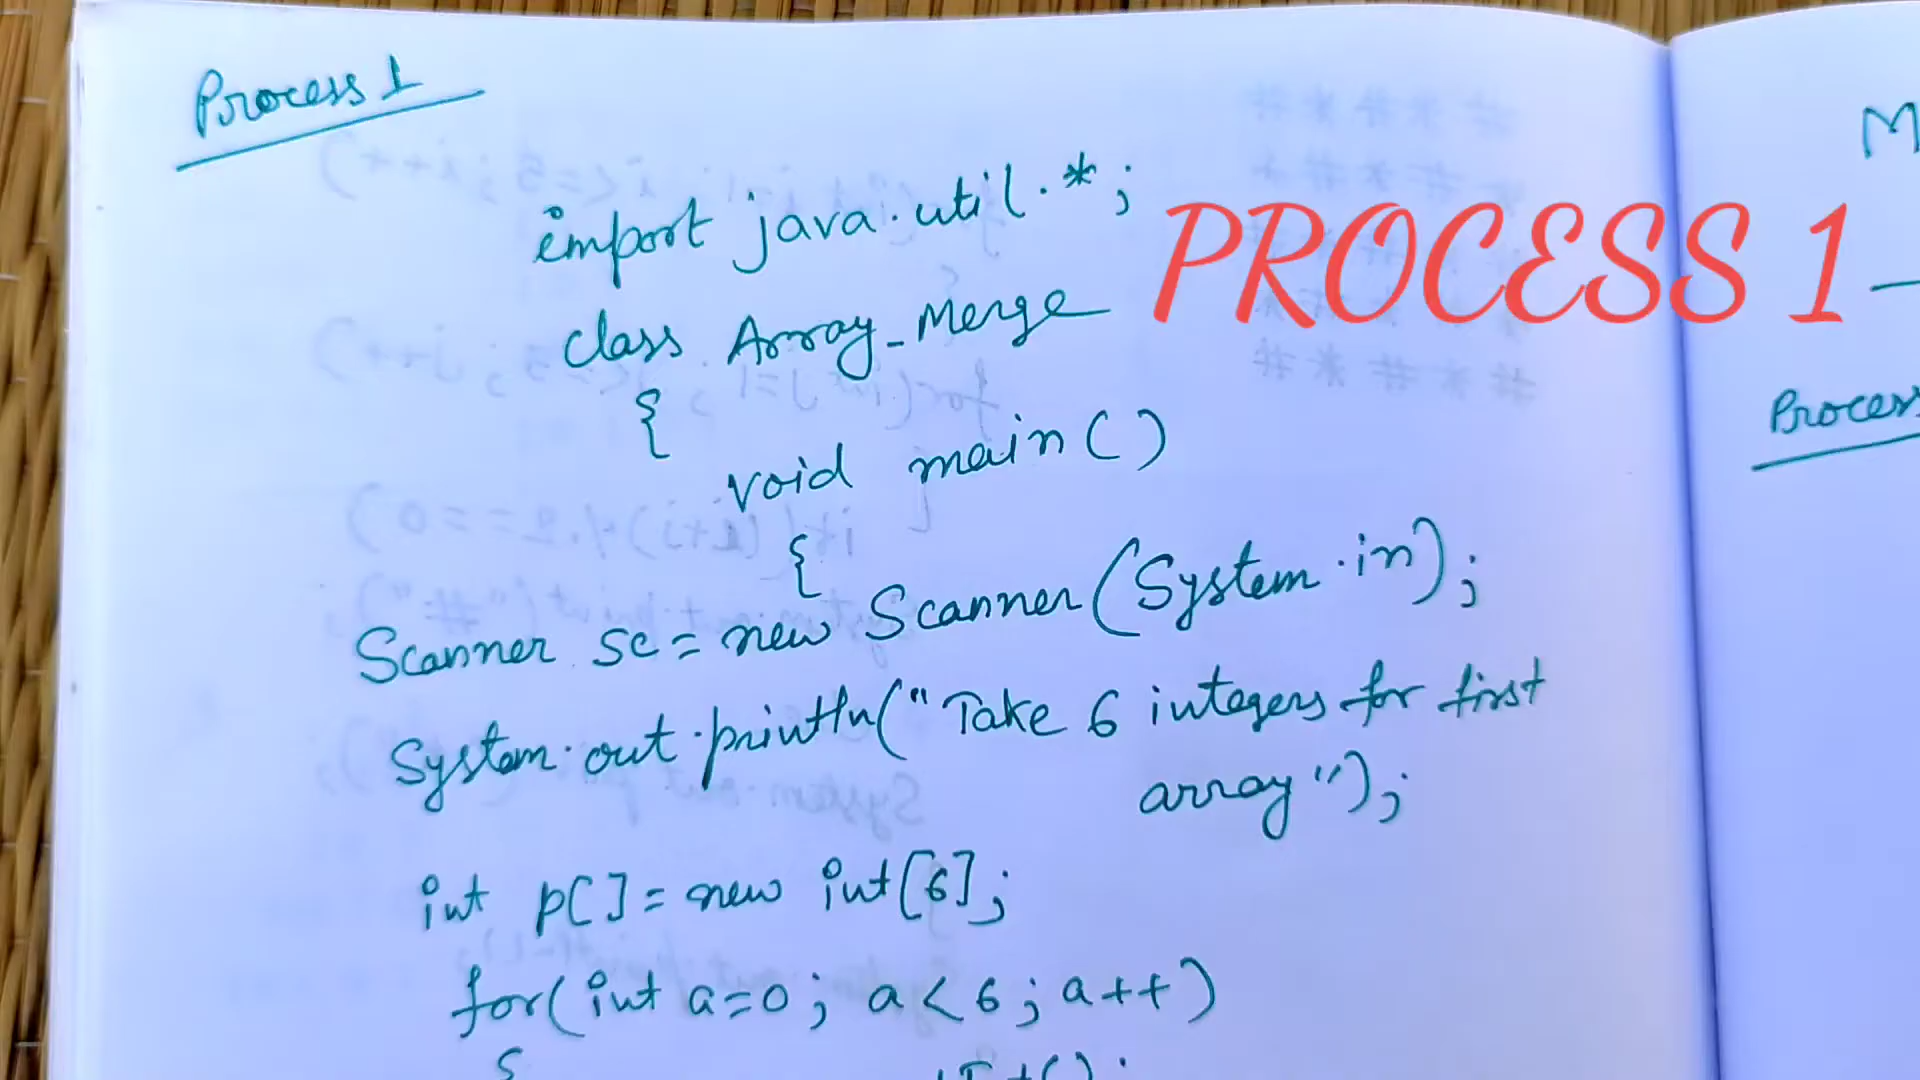 Process 1
import java.util.*;
PROCESS 1
class Array_Merge
{
void main()
{
Scanner sc = new Scanner(System.in);
System.out.println("Take 6 integers for first
array");
int p[] = new int[6];
for(int a=0; a<6; a++)
{
M
Process